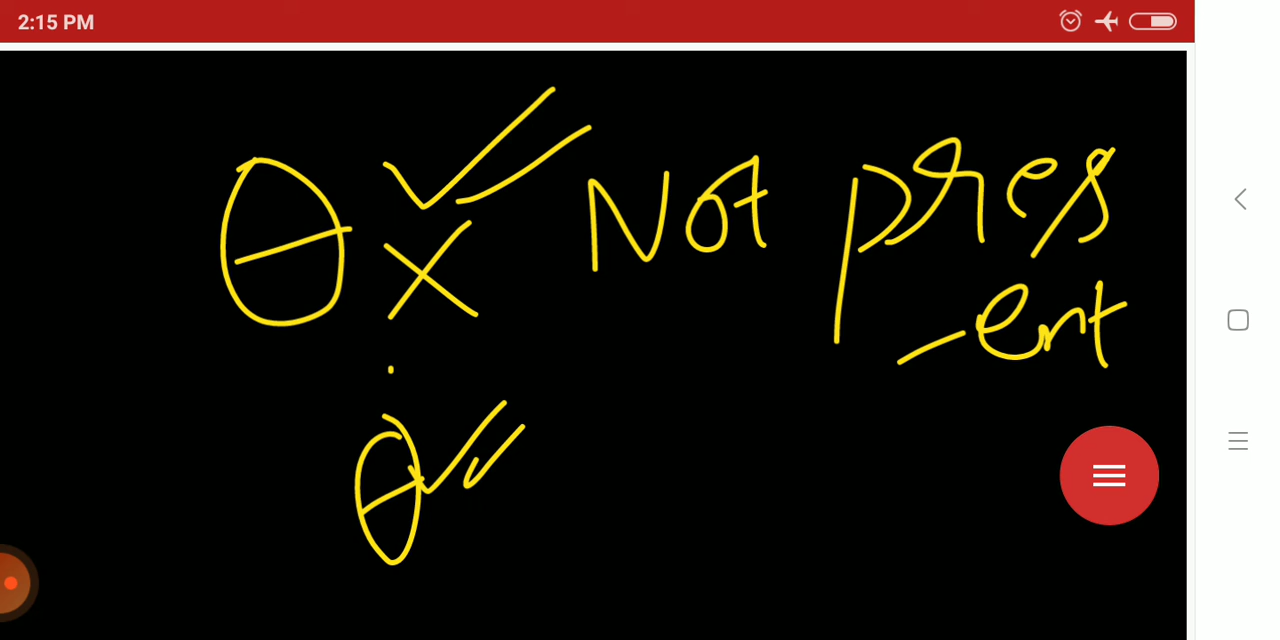 2:15 PM
θ × Not pres
-ent
θ